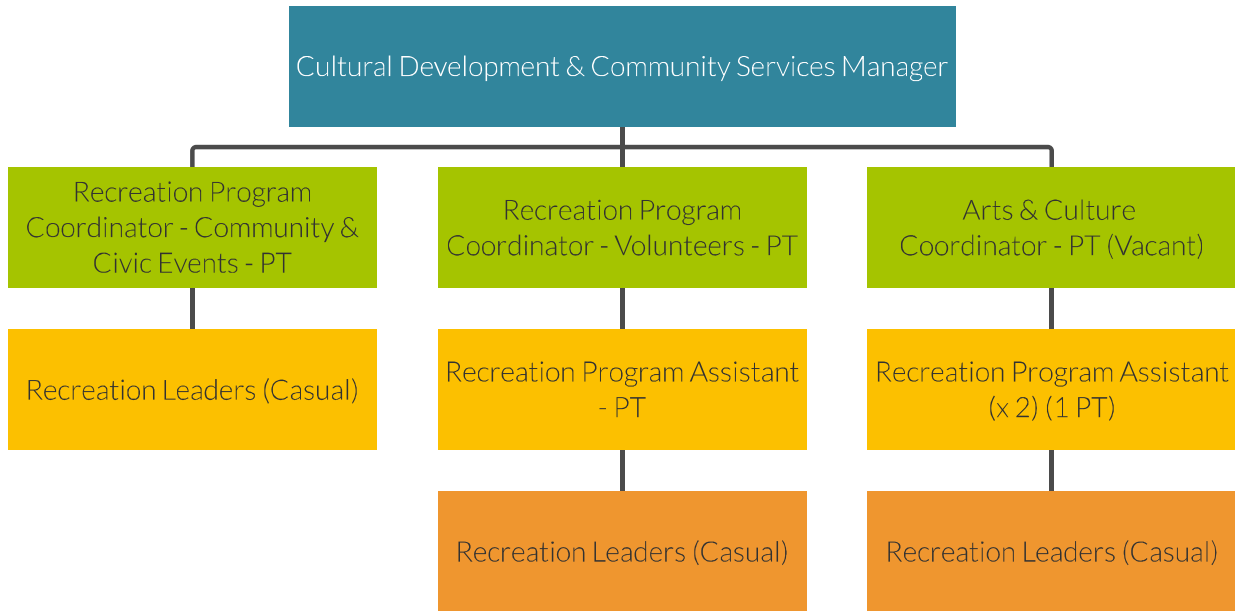 Cultural Development & Community Services Manager
Recreation Program
Coordinator - Community &
Civic Events - PT
Recreation Program
Coordinator - Volunteers - PT
Arts & Culture
Coordinator - PT (Vacant)
Recreation Leaders (Casual)
Recreation Program Assistant
- PT
Recreation Program Assistant
(x 2) (1 PT)
Recreation Leaders (Casual)
Recreation Leaders (Casual)